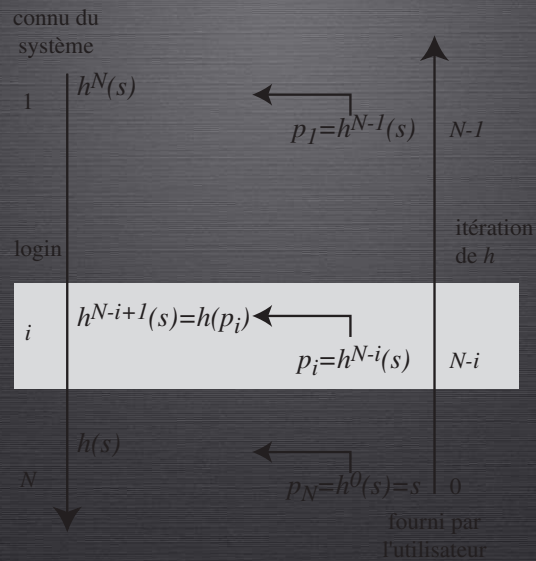 connu du
système
1
h^N(s)
p_1=h^{N-1}(s)
N-1
login
itération
de h
i
h^{N-i+1}(s)=h(p_i)
p_i=h^{N-i}(s)
N-i
h(s)
N
p_N=h^0(s)=s
0
fourni par
l'utilisateur